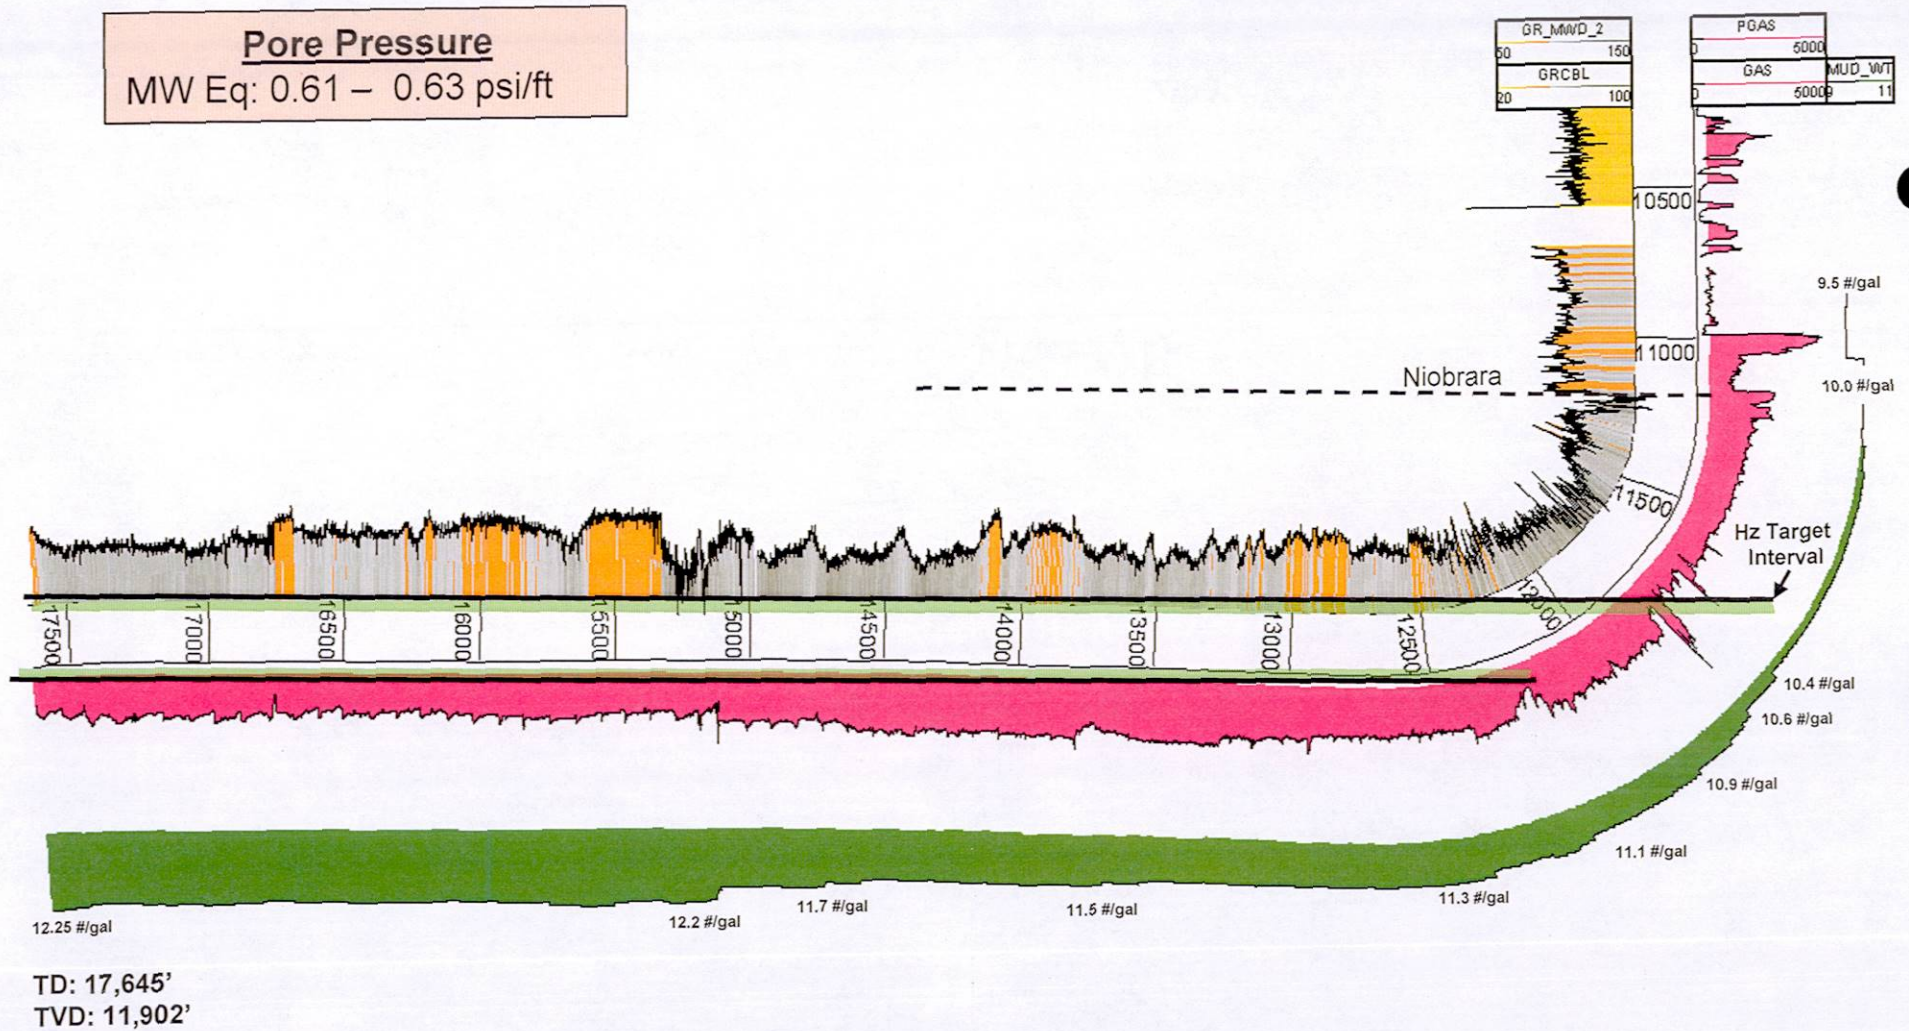 Pore Pressure
MW Eq: 0.61 – 0.63 psi/ft
GR_MWD_2
50 150
GRCBL
20 100
PGAS
0 5000
GAS MUD_WT
0 5000 9 11
10500
9.5 #/gal
11000
Niobrara
10.0 #/gal
11500
Hz Target
Interval
12000
17500 17000 16500 16000 15500 15000 14500 14000 13500 13000 12500
10.4 #/gal
10.6 #/gal
10.9 #/gal
11.1 #/gal
11.3 #/gal
11.5 #/gal
11.7 #/gal
12.2 #/gal
12.25 #/gal
TD: 17,645’
TVD: 11,902’